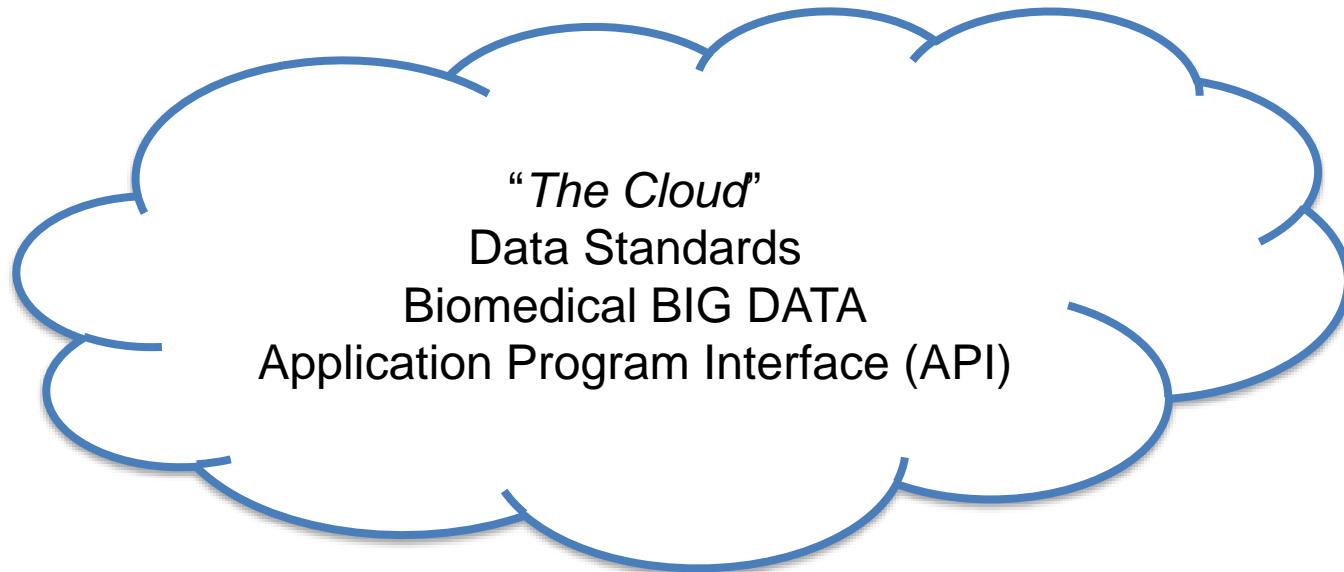 “The Cloud”
Data Standards
Biomedical BIG DATA
Application Program Interface (API)